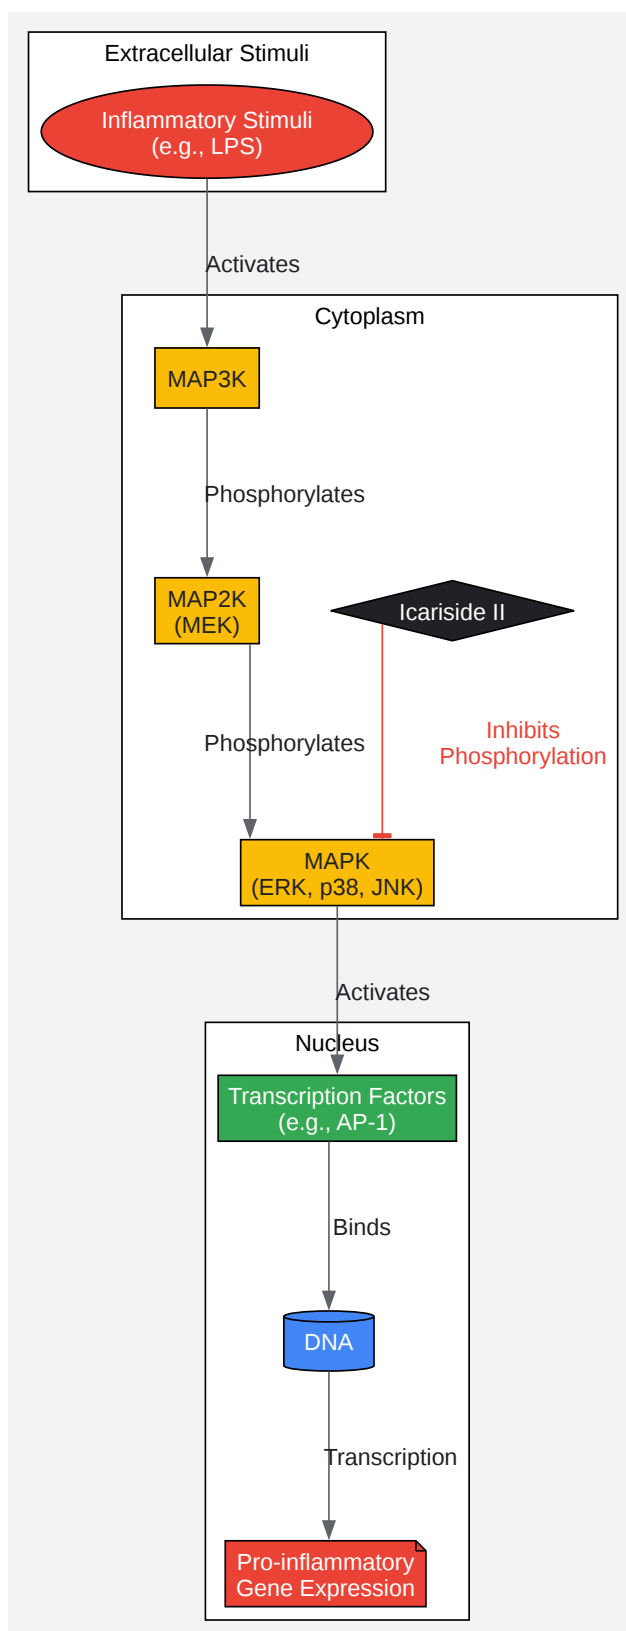 Extracellular Stimuli
Inflammatory Stimuli
(e.g., LPS)
Activates
Cytoplasm
MAP3K
Phosphorylates
MAP2K
(MEK)
Icariside II
Phosphorylates
Inhibits
Phosphorylation
MAPK
(ERK, p38, JNK)
Activates
Nucleus
Transcription Factors
(e.g., AP-1)
Binds
DNA
Transcription
Pro-inflammatory
Gene Expression